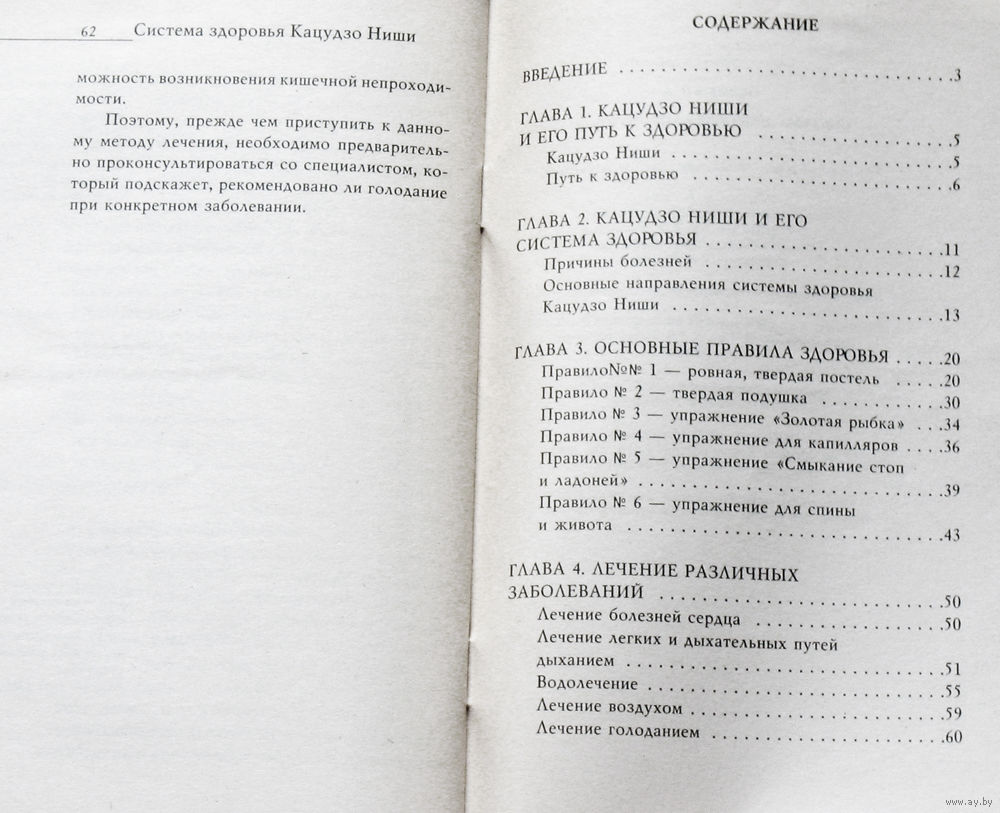 62 Система здоровья Кацудзо Ниши
можность возникновения кишечной непроходи-
мости.
Поэтому, прежде чем приступить к данно-
му методу лечения, необходимо предваритель-
но проконсультироваться со специалистом, ко-
торый подскажет, рекомендовано ли голодание
при конкретном заболевании.
СОДЕРЖАНИЕ
ВВЕДЕНИЕ . . . . . . . . . . . . . . . . . . . . . . . . . . . . . . .3
ГЛАВА 1. КАЦУДЗО НИШИ
И ЕГО ПУТЬ К ЗДОРОВЬЮ . . . . . . . . . . . . . . . . . . .5
Кацудзо Ниши . . . . . . . . . . . . . . . . . . . . . . . . . .5
Путь к здоровью . . . . . . . . . . . . . . . . . . . . . . . .6
ГЛАВА 2. КАЦУДЗО НИШИ И ЕГО
СИСТЕМА ЗДОРОВЬЯ . . . . . . . . . . . . . . . . . . . . . .11
Причины болезней . . . . . . . . . . . . . . . . . . . . . .12
Основные направления системы здоровья
Кацудзо Ниши . . . . . . . . . . . . . . . . . . . . . . . . .13
ГЛАВА 3. ОСНОВНЫЕ ПРАВИЛА ЗДОРОВЬЯ . . . . .20
Правило№№ 1 — ровная, твердая постель . . . . .20
Правило № 2 — твердая подушка . . . . . . . . . . . .30
Правило № 3 — упражнение «Золотая рыбка» . . .34
Правило № 4 — упражнение для капилляров . . . .36
Правило № 5 — упражнение «Смыкание стоп
и ладоней» . . . . . . . . . . . . . . . . . . . . . . . . . . . .39
Правило № 6 — упражнение для спины
и живота . . . . . . . . . . . . . . . . . . . . . . . . . . . . .43
ГЛАВА 4. ЛЕЧЕНИЕ РАЗЛИЧНЫХ
ЗАБОЛЕВАНИЙ . . . . . . . . . . . . . . . . . . . . . . . . . .50
Лечение болезней сердца . . . . . . . . . . . . . . . . .50
Лечение легких и дыхательных путей
дыханием . . . . . . . . . . . . . . . . . . . . . . . . . . . . .51
Водолечение . . . . . . . . . . . . . . . . . . . . . . . . . . .55
Лечение воздухом . . . . . . . . . . . . . . . . . . . . . . .59
Лечение голоданием . . . . . . . . . . . . . . . . . . . . .60
www.ay.by